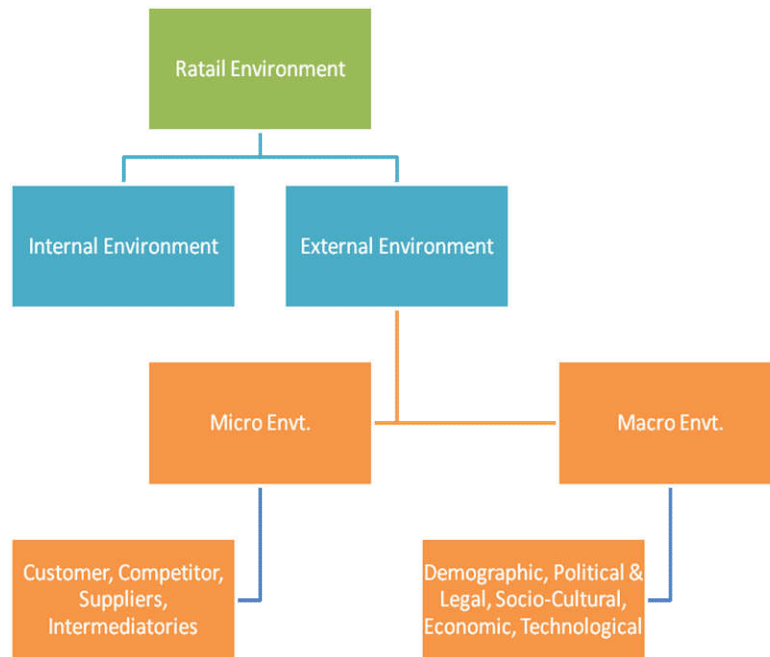 Ratail Environment
Internal Environment
External Environment
Micro Envt.
Macro Envt.
Customer, Competitor,
Suppliers,
Intermediatories
Demographic, Political &
Legal, Socio-Cultural,
Economic, Technological